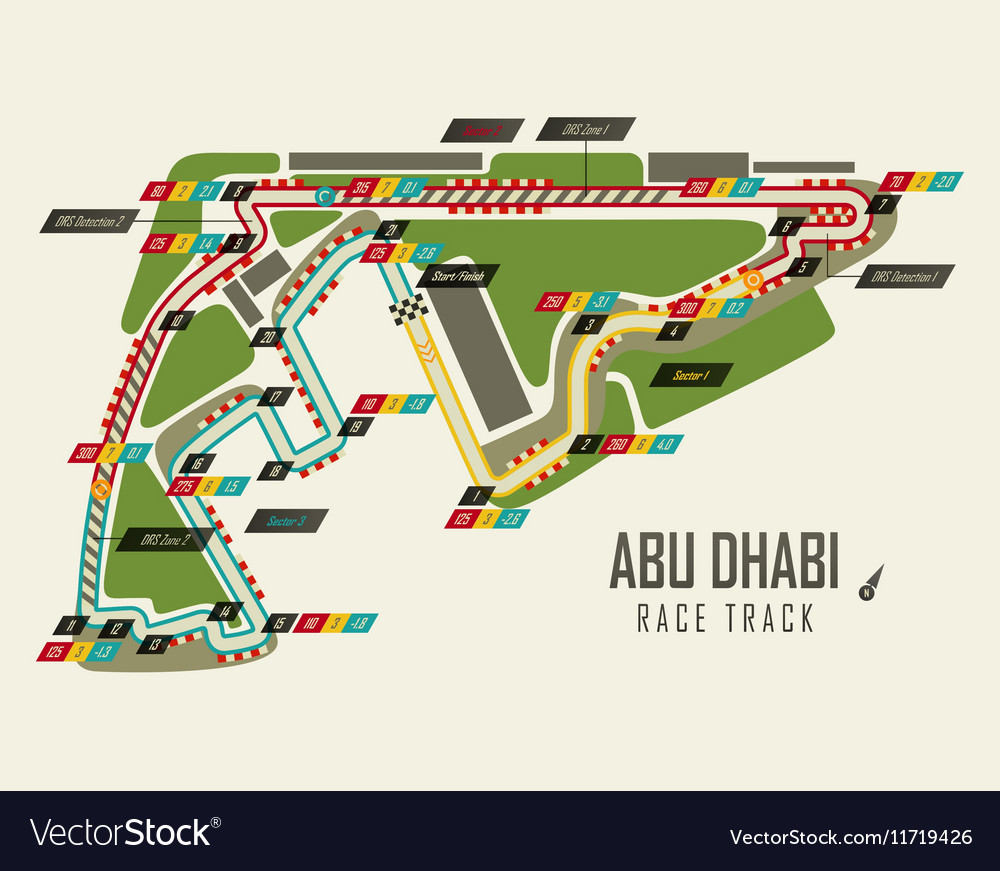 Sector 2
DRS Zone 1
80 2 2.1
8
315 7 0.1
260 6 0.1
70 2 -2.0
7
DRS Detection 2
125 3 1.4
9
21
125 3 -2.6
6
5
DRS Detection 1
Start/Finish
250 5 -3.1
3
300 7 0.2
4
10
20
Sector 1
17
110 3 -1.8
19
300 7 0.1
16
18
2
260 6 4.0
275 6 1.5
1
125 3 -2.6
Sector 3
DRS Zone 2
ABU DHABI
RACE TRACK
N
14
11
12
13
15
110 3 -1.8
125 3 -1.3
VectorStock®
VectorStock.com/11719426